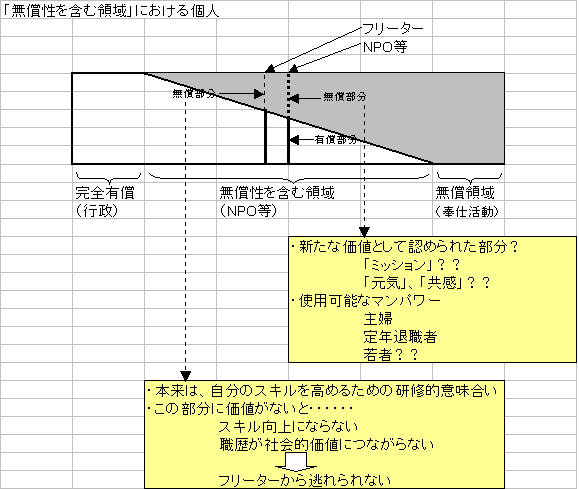 「無償性を含む領域」における個人
フリーター
NPO等
無償部分
無償部分
有償部分
完全有償
（行政）
無償性を含む領域
（NPO等）
無償領域
（奉仕活動）
・新たな価値として認められた部分？
「ミッション」？？
「元気」、「共感」？？
・使用可能なマンパワー
主婦
定年退職者
若者？？
・本来は、自分のスキルを高めるための研修的意味合い
・この部分に価値がないと・・・・・・
スキル向上にならない
職歴が社会的価値につながらない
フリーターから逃れられない